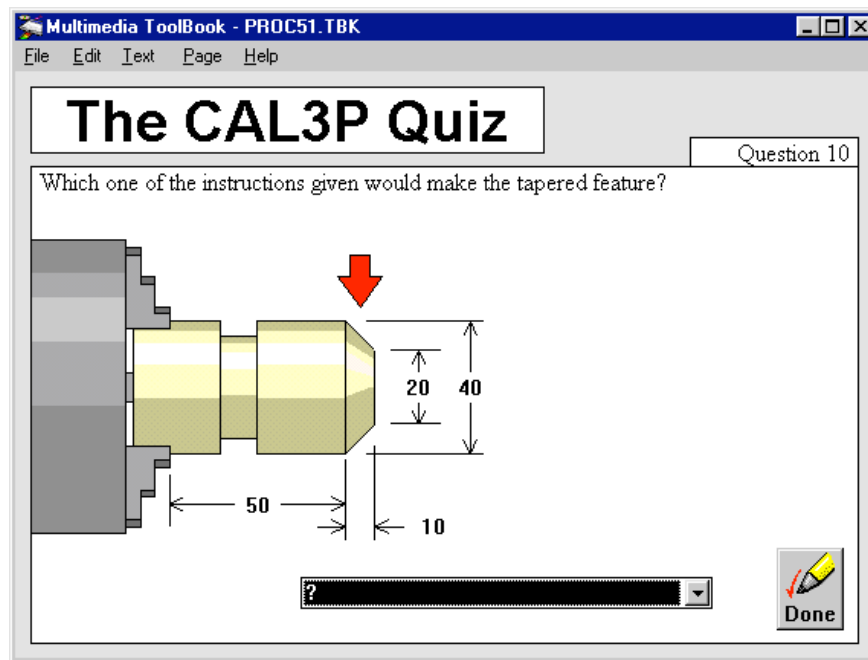 Multimedia ToolBook - PROC51.TBK
File Edit Text Page Help
The CAL3P Quiz
Question 10
Which one of the instructions given would make the tapered feature?
20 40
50
10
?
Done